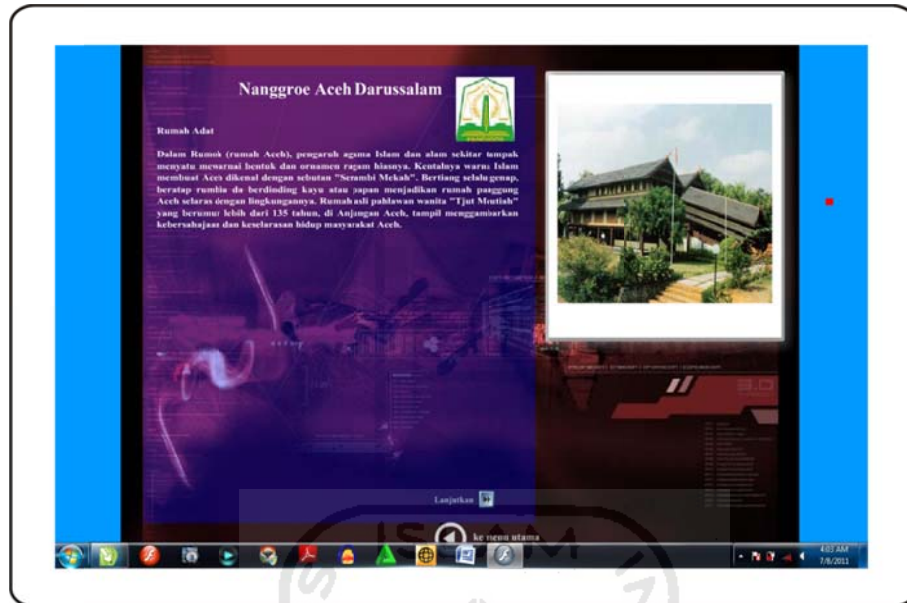 Nanggroe Aceh Darussalam
Rumah Adat
Dalam Rumoh (rumah Aceh), pengaruh agama Islam dan alam sekitar tampak
menyatu mewarnai bentuk dan ornamen ragam hiasnya. Kentalnya warna Islam
membuat Aceh dikenal dengan sebutan "Serambi Mekah". Bertiang selalu genap,
beratap rumbia da berdinding kayu atau papan menjadikan rumah panggung
Aceh selaras dengan lingkungannya. Rumah asli pahlawan wanita "Tjut Meutiah"
yang berumur lebih dari 135 tahun, di Anjungan Aceh, tampil menggambarkan
kebersahajaan dan keselarasan hidup masyarakat Aceh.
Lanjutkan
ke menu utama
ISLAM
4:03 AM
7/8/2011